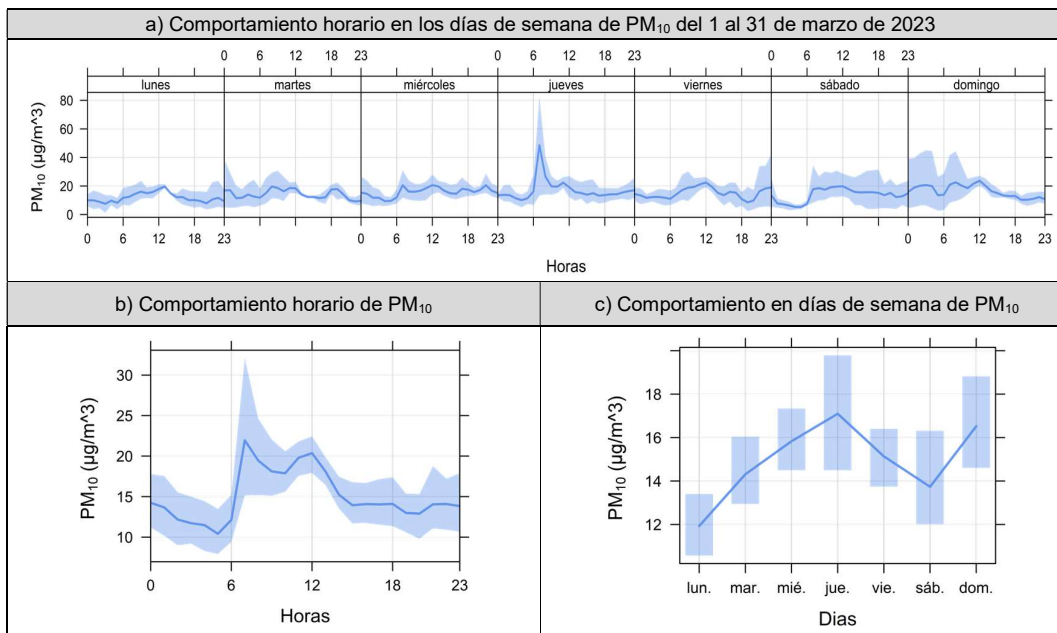 a) Comportamiento horario en los días de semana de PM₁₀ del 1 al 31 de marzo de 2023
0 6 12 18 23 0 6 12 18 23 0 6 12 18 23
lunes martes miércoles jueves viernes sábado domingo
PM₁₀ (µg/m^3)
80
60
40
20
0
0 6 12 18 23 0 6 12 18 23 0 6 12 18 23 0 6 12 18 23
Horas
b) Comportamiento horario de PM₁₀
c) Comportamiento en días de semana de PM₁₀
PM₁₀ (µg/m^3)
30
25
20
15
10
0 6 12 18 23
Horas
PM₁₀ (µg/m^3)
18
16
14
12
lun. mar. mié. jue. vie. sáb. dom.
Dias